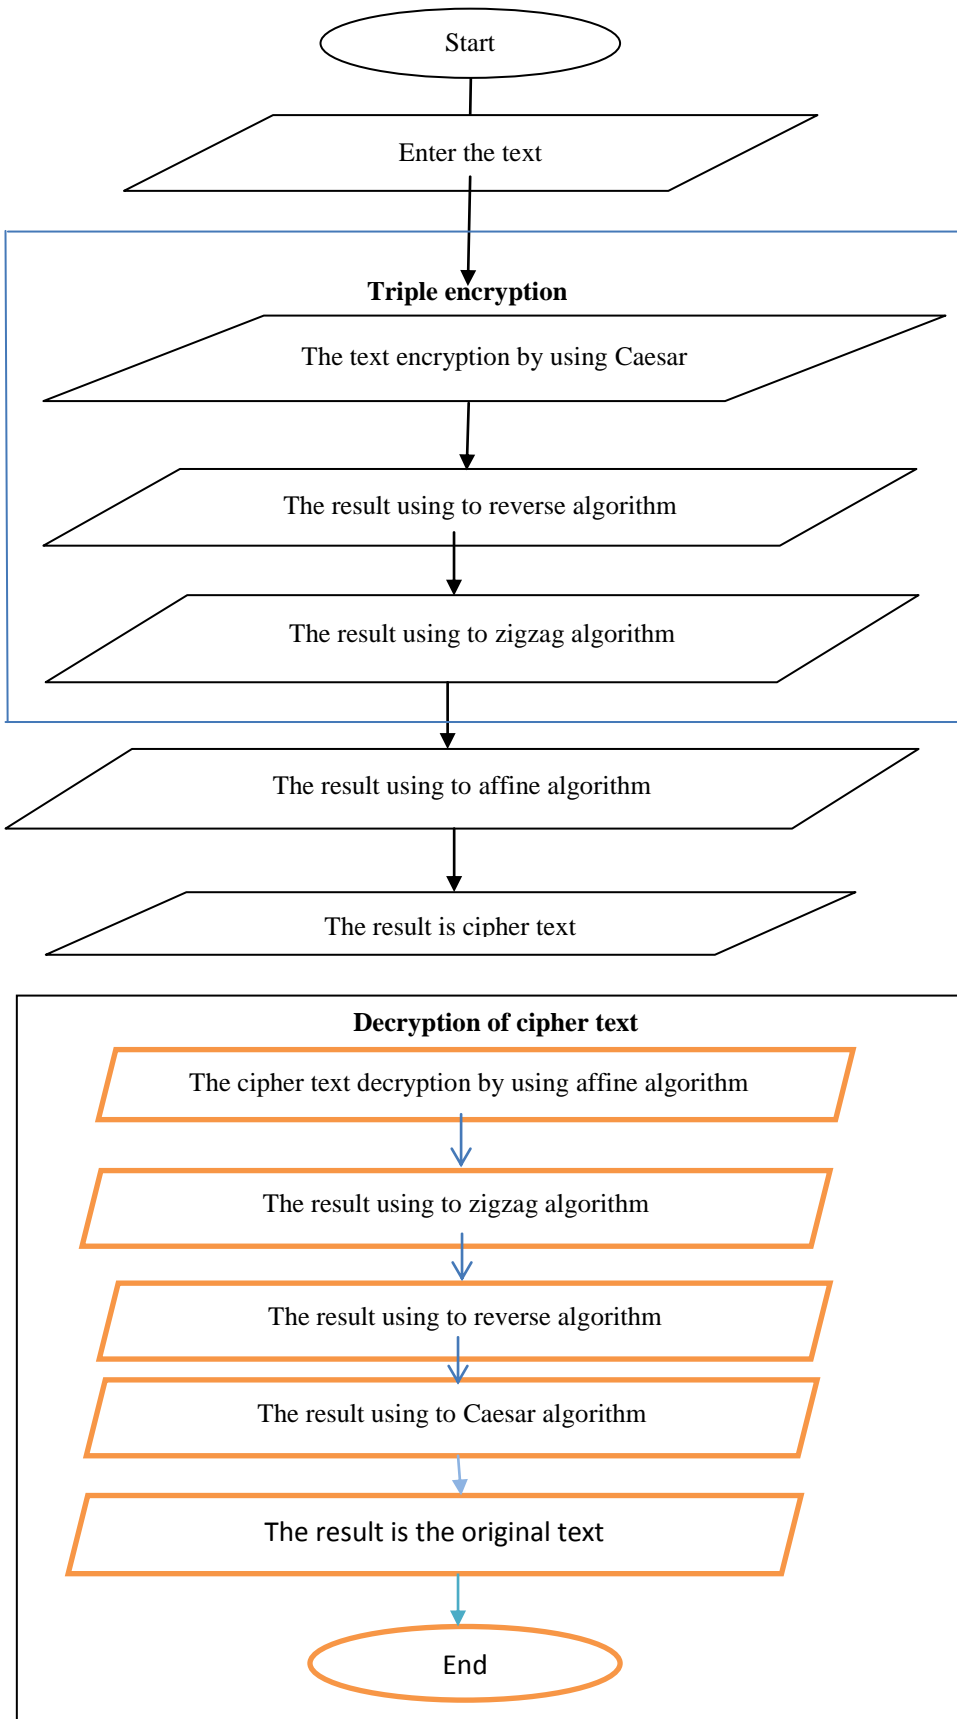 Start
Enter the text
Triple encryption
The text encryption by using Caesar
The result using to reverse algorithm
The result using to zigzag algorithm
The result using to affine algorithm
The result is cipher text
Decryption of cipher text
The cipher text decryption by using affine algorithm
The result using to zigzag algorithm
The result using to reverse algorithm
The result using to Caesar algorithm
The result is the original text
End